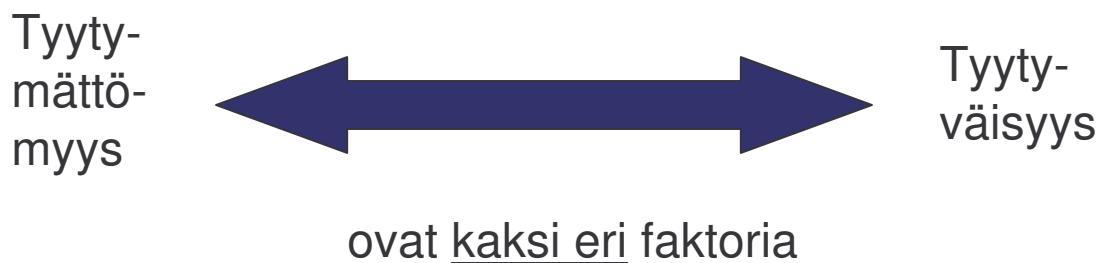 Tyyty-
mättö-
myys
Tyyty-
väisyys
ovat kaksi eri faktoria